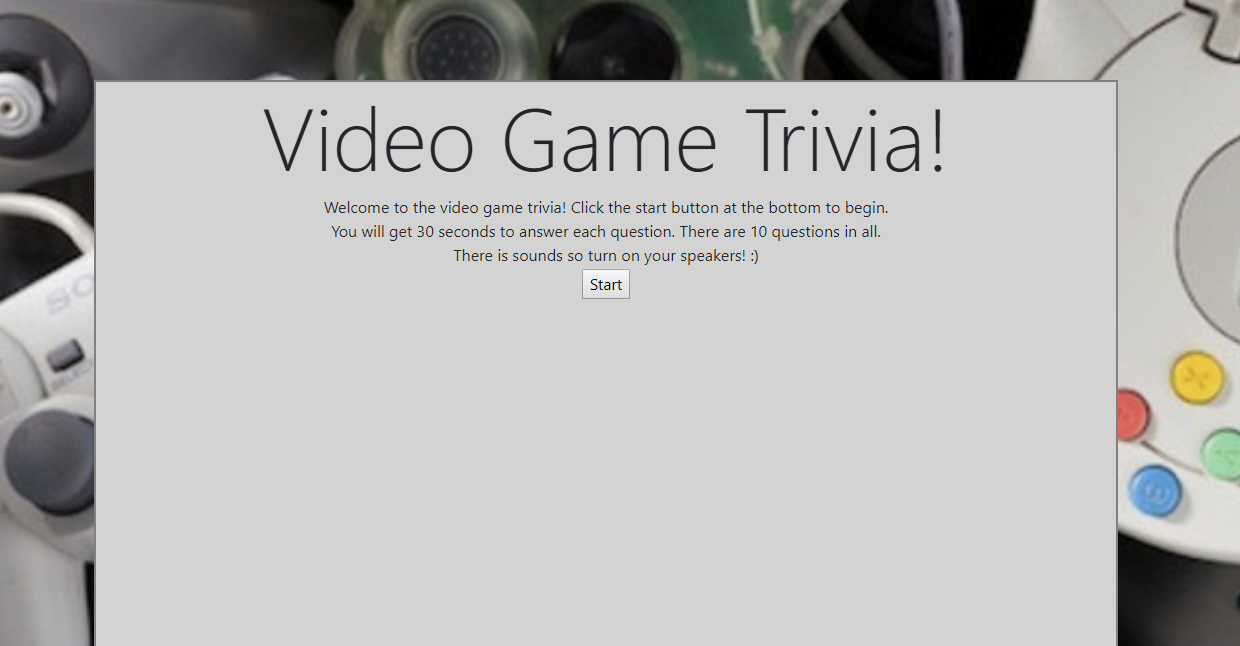 Video Game Trivia!
Welcome to the video game trivia! Click the start button at the bottom to begin.
You will get 30 seconds to answer each question. There are 10 questions in all.
There is sounds so turn on your speakers! :)
Start